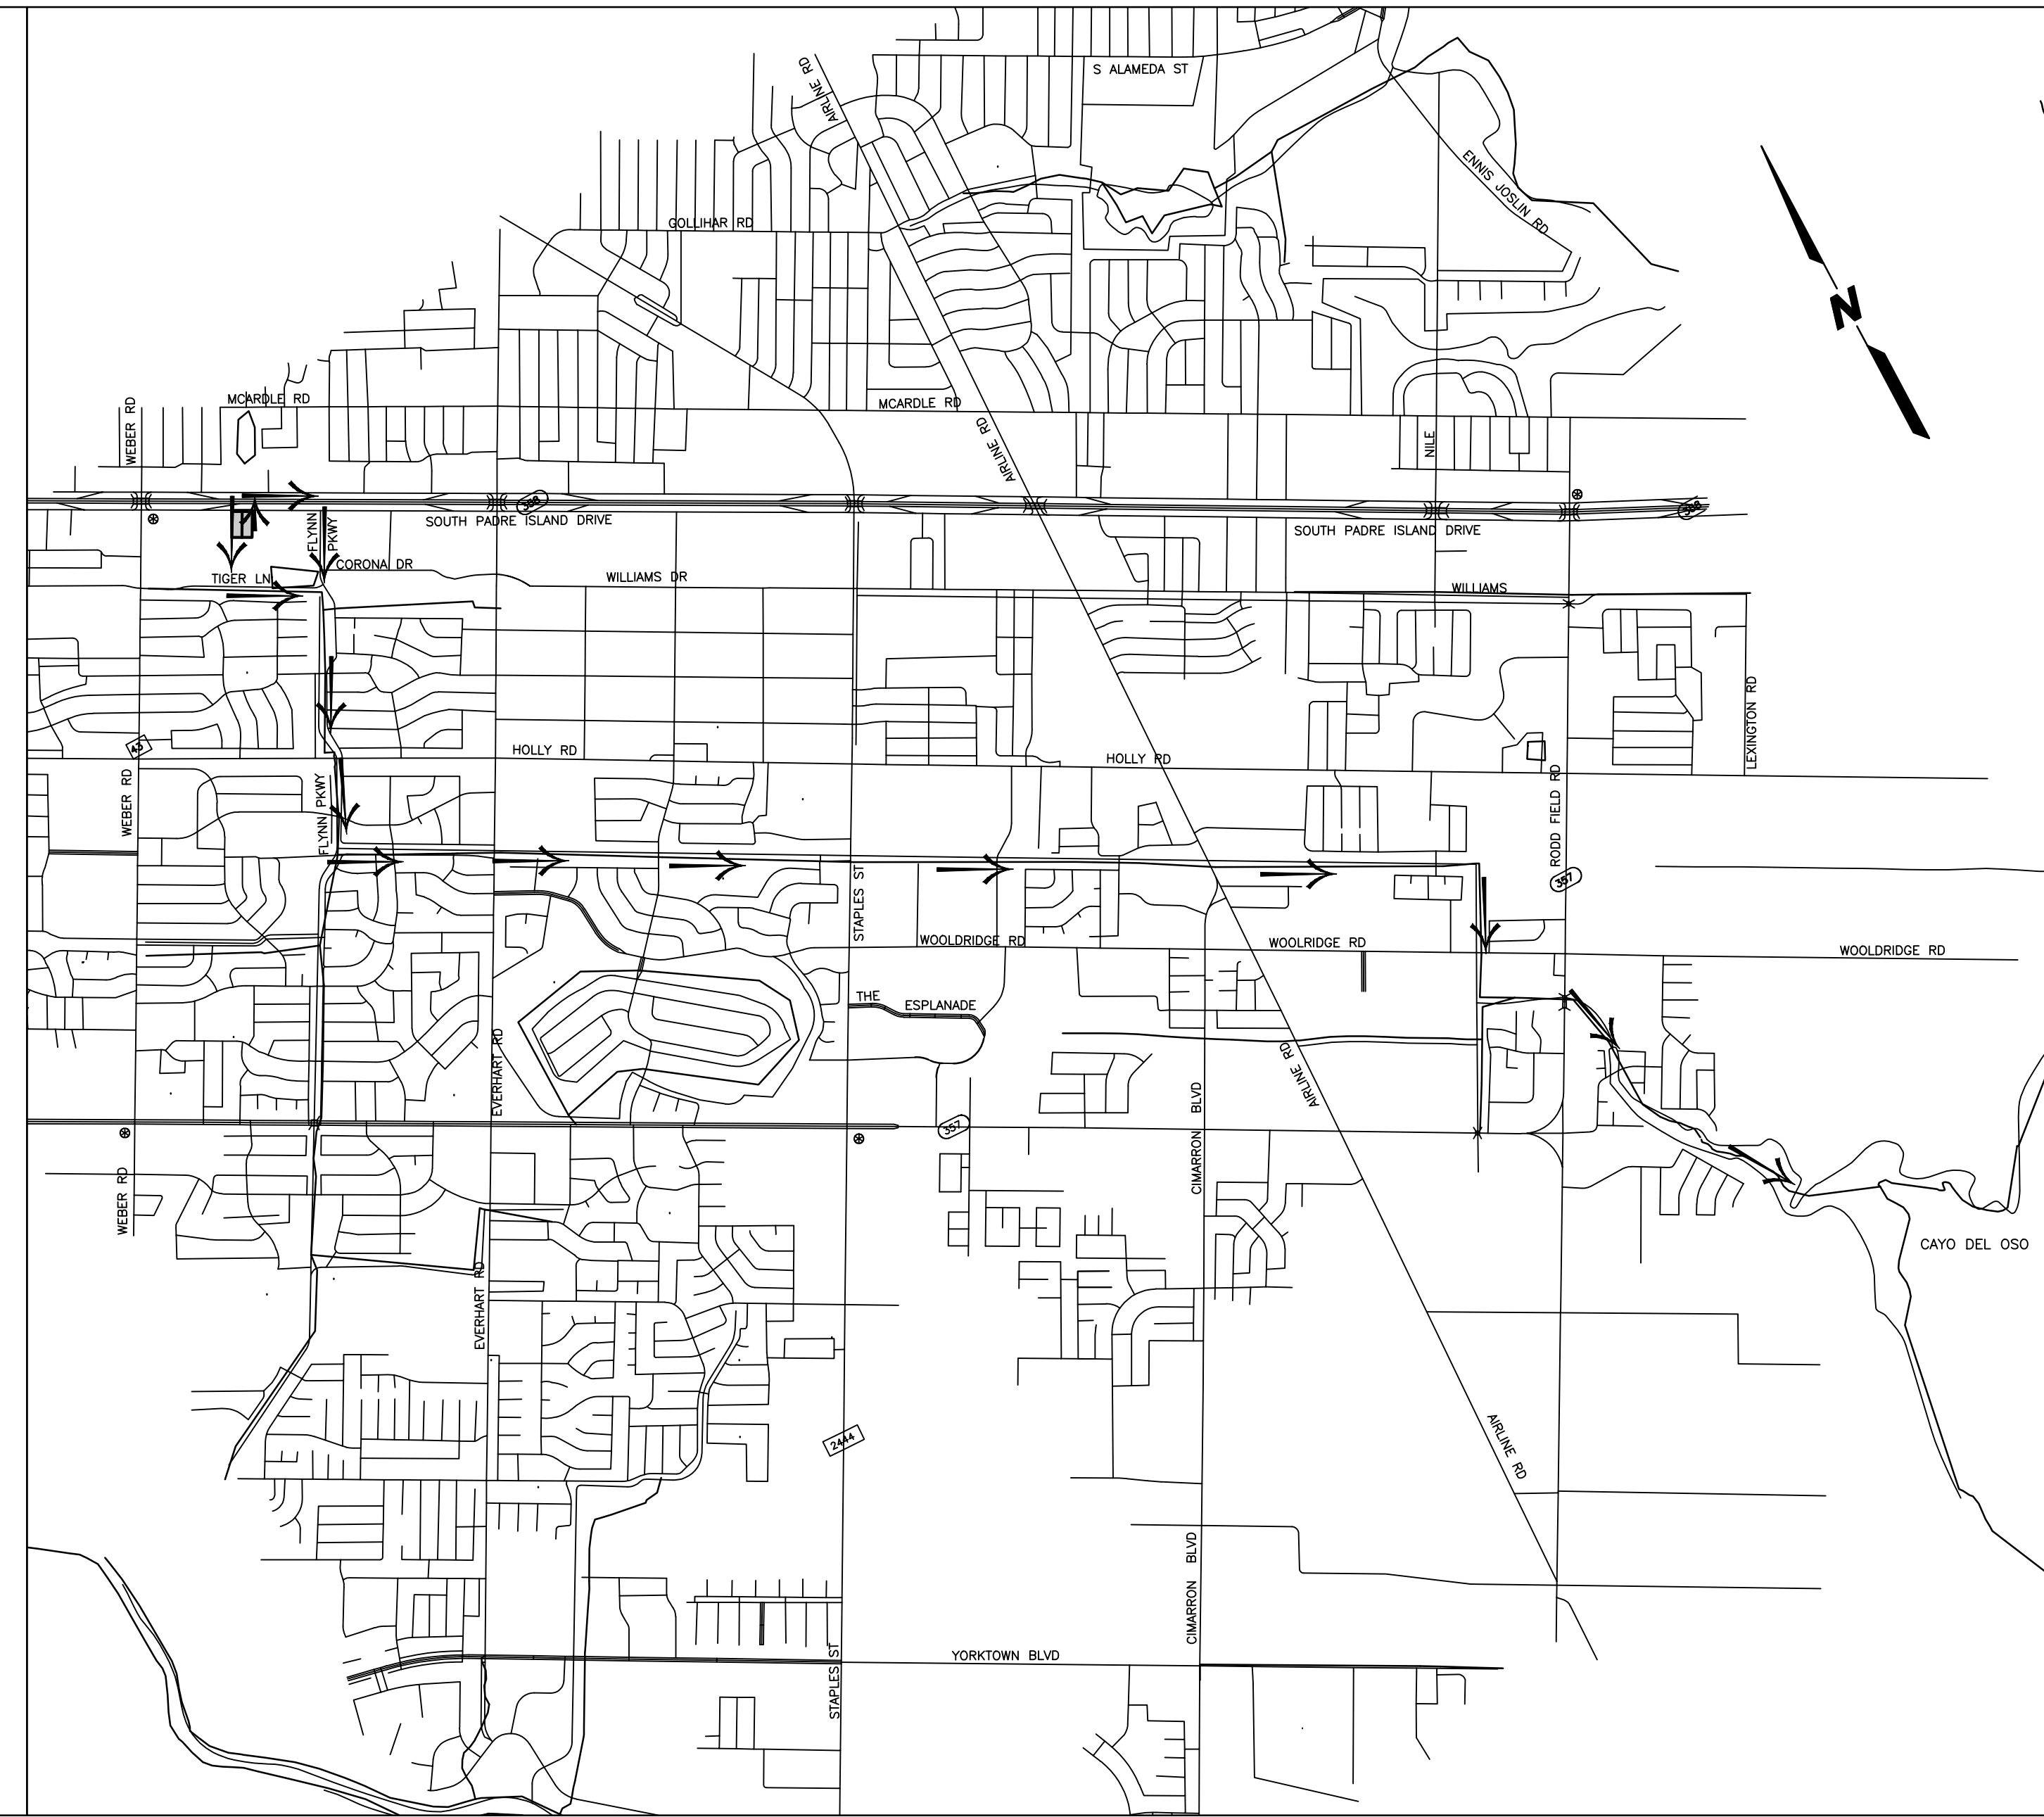 S ALAMEDA ST
AIRLINE RD
ENNIS JOSLIN RD
GOLLIHAR RD
N
MCARDLE RD
MCARDLE RD
WEBER RD
AIRLINE RD
NILE
358
358
SOUTH PADRE ISLAND DRIVE
SOUTH PADRE ISLAND DRIVE
FLYNN
PKWY
CORONA DR
TIGER LN
WILLIAMS DR
WILLIAMS
LEXINGTON RD
43
HOLLY RD
HOLLY RD
WEBER RD
FLYNN PKWY
RODD FIELD RD
357
STAPLES ST
WOOLDRIDGE RD
WOOLRIDGE RD
WOOLDRIDGE RD
THE
ESPLANADE
EVERHART RD
AIRLINE RD
CIMARRON BLVD
357
WEBER RD
CAYO DEL OSO
EVERHART RD
2444
AIRLINE RD
CIMARRON BLVD
STAPLES ST
YORKTOWN BLVD